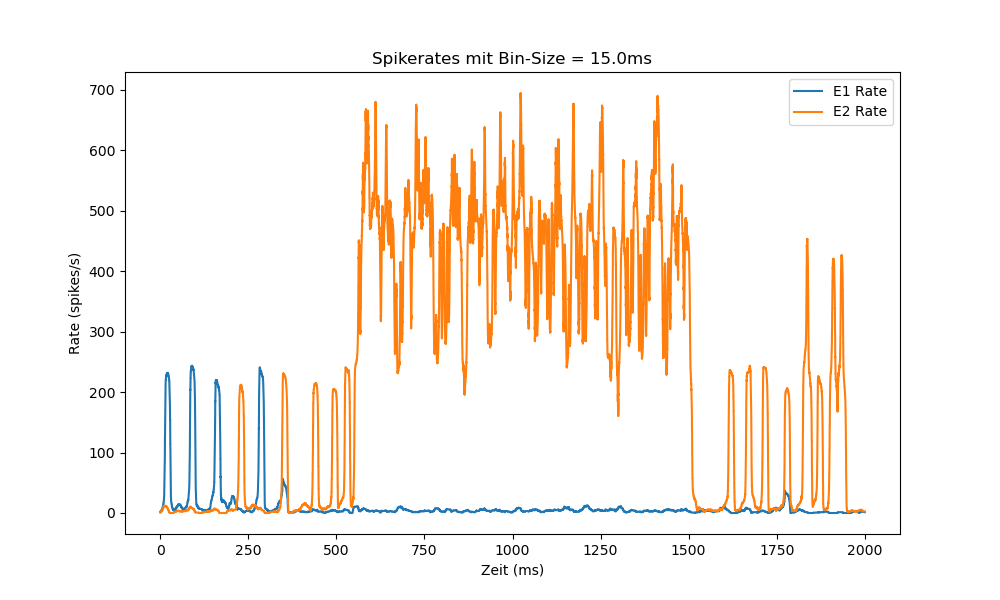 Spikerates mit Bin-Size = 15.0ms
E1 Rate
E2 Rate
Rate (spikes/s)
700
600
500
400
300
200
100
0
0 250 500 750 1000 1250 1500 1750 2000
Zeit (ms)